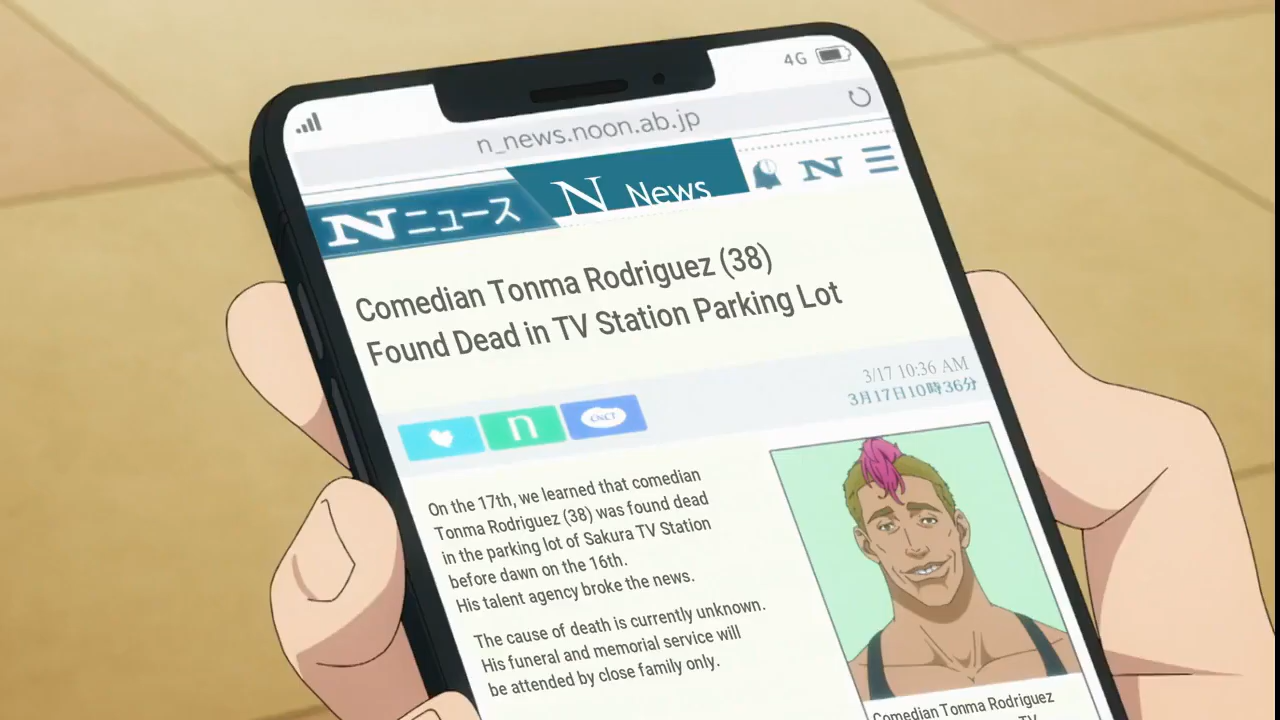 4G
n_news.noon.ab.jp
Nニュース
N News
N
Comedian Tonma Rodriguez (38)
Found Dead in TV Station Parking Lot
3/17 10:36 AM
3月17日10時36分
n
On the 17th, we learned that comedian
Tonma Rodriguez (38) was found dead
in the parking lot of Sakura TV Station
before dawn on the 16th.
His talent agency broke the news.
The cause of death is currently unknown.
His funeral and memorial service will
be attended by close family only.
Comedian Tonma Rodriguez
TV